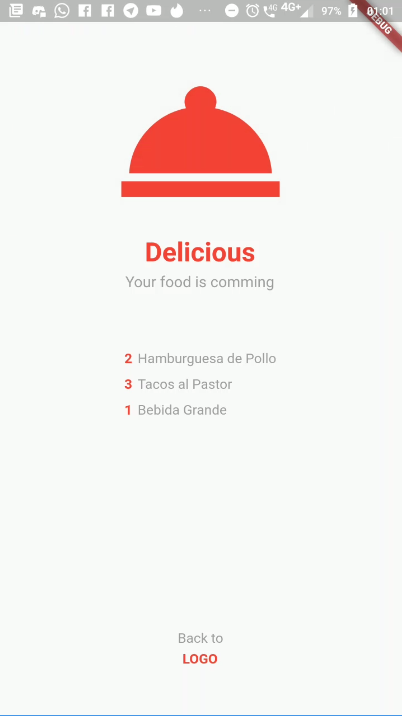 4G 4G+ 97% 01:01
DEBUG
Delicious
Your food is comming
2 Hamburguesa de Pollo
3 Tacos al Pastor
1 Bebida Grande
Back to
LOGO